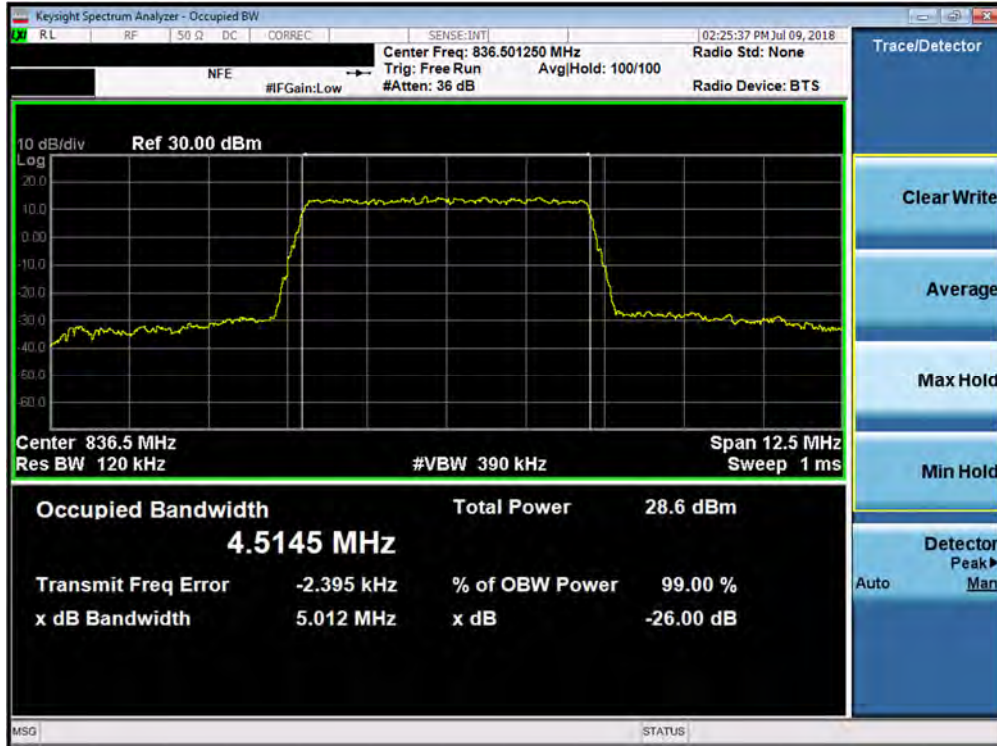 Keysight Spectrum Analyzer - Occupied BW
LXI RL RF 50 Ω DC CORREC SENSE:INT 02:25:37 PM Jul 09, 2018
Center Freq: 836.501250 MHz Radio Std: None
NFE Trig: Free Run Avg|Hold: 100/100
#IFGain:Low #Atten: 36 dB Radio Device: BTS
Trace/Detector
10 dB/div Ref 30.00 dBm
Log
20.0
10.0
0.00
-10.0
-20.0
-30.0
-40.0
-50.0
-60.0
Center 836.5 MHz Span 12.5 MHz
Res BW 120 kHz #VBW 390 kHz Sweep 1 ms
Occupied Bandwidth Total Power 28.6 dBm
4.5145 MHz
Transmit Freq Error -2.395 kHz % of OBW Power 99.00 %
x dB Bandwidth 5.012 MHz x dB -26.00 dB
Clear Write
Average
Max Hold
Min Hold
Detector
Peak▶
Auto Man
MSG STATUS